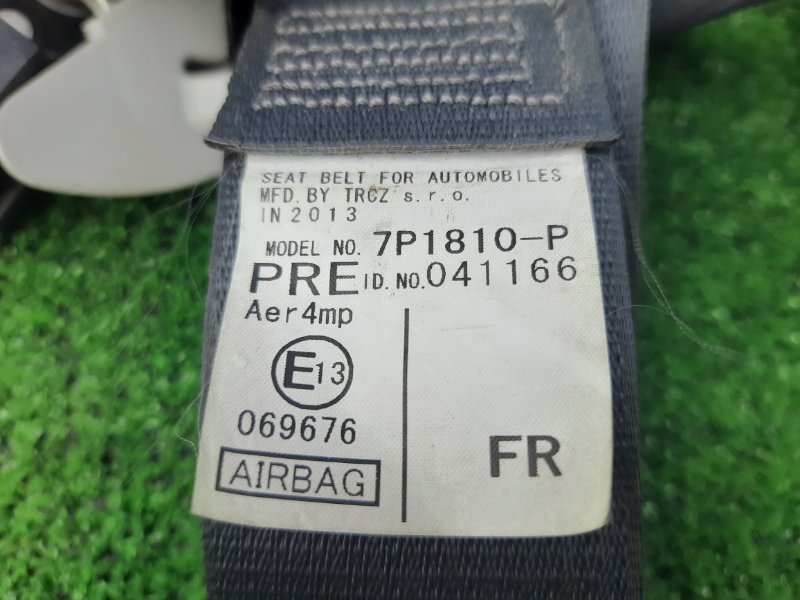 SEAT BELT FOR AUTOMOBILES
MFD. BY TRCZ s.r.o.
IN 2013
MODEL NO. 7P1810-P
PRE ID. NO. 041166
Aer4mp
E13
069676
AIRBAG
FR